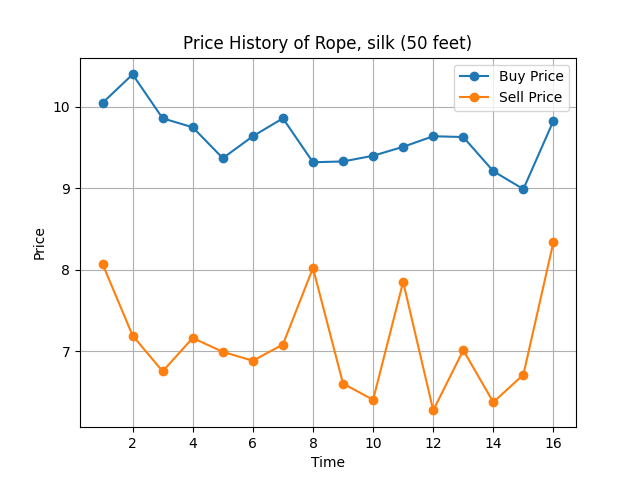 Price History of Rope, silk (50 feet)
Buy Price
Sell Price
10
9
8
7
Price
2 4 6 8 10 12 14 16
Time